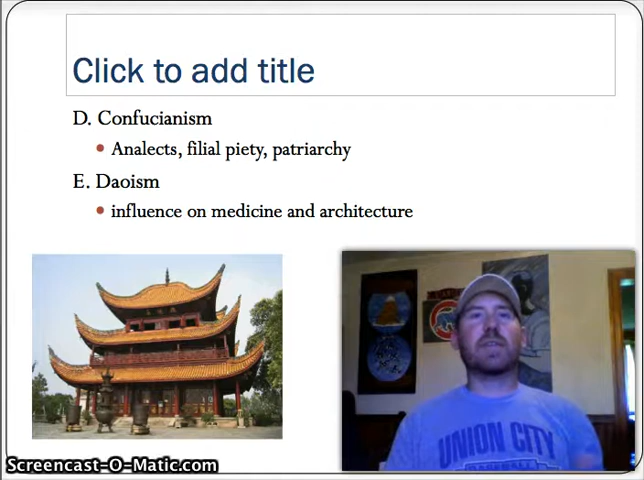 Click to add title
D. Confucianism
• Analects, filial piety, patriarchy
E. Daoism
• influence on medicine and architecture
UNION CITY
BASEBALL
Screencast-O-Matic.com